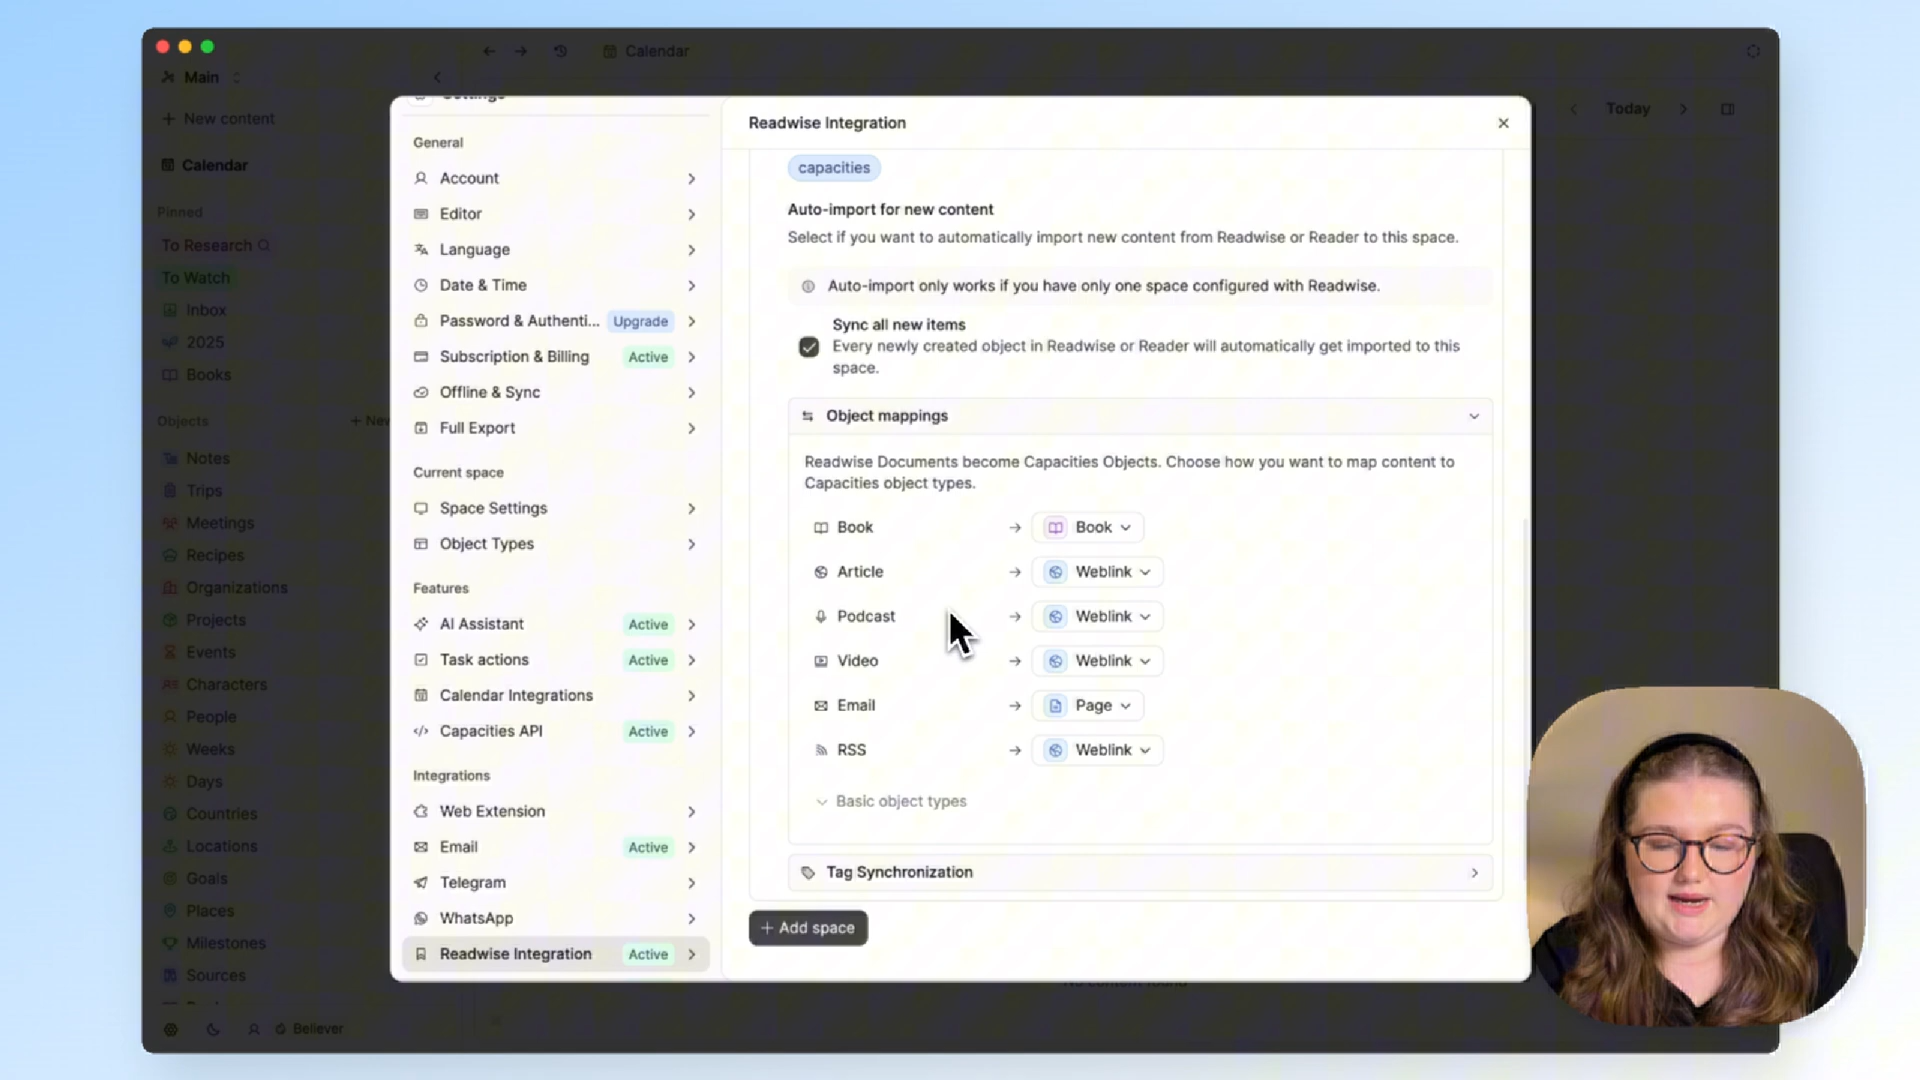 Main
Calendar
New content
Today
Calendar
Pinned
To Research
To Watch
Inbox
2025
Books
Objects
+ New
Notes
Trips
Meetings
Recipes
Organizations
Projects
Events
Characters
People
Weeks
Days
Countries
Locations
Goals
Places
Milestones
Sources
Believer
Settings
General
Account
Editor
Language
Date & Time
Password & Authenti... Upgrade
Subscription & Billing Active
Offline & Sync
Full Export
Current space
Space Settings
Object Types
Features
AI Assistant Active
Task actions Active
Calendar Integrations
Capacities API Active
Integrations
Web Extension
Email Active
Telegram
WhatsApp
Readwise Integration Active
Readwise Integration
capacities
Auto-import for new content
Select if you want to automatically import new content from Readwise or Reader to this space.
Auto-import only works if you have only one space configured with Readwise.
Sync all new items
Every newly created object in Readwise or Reader will automatically get imported to this
space.
Object mappings
Readwise Documents become Capacities Objects. Choose how you want to map content to
Capacities object types.
Book → Book
Article → Weblink
Podcast → Weblink
Video → Weblink
Email → Page
RSS → Weblink
Basic object types
Tag Synchronization
+ Add space
No content found